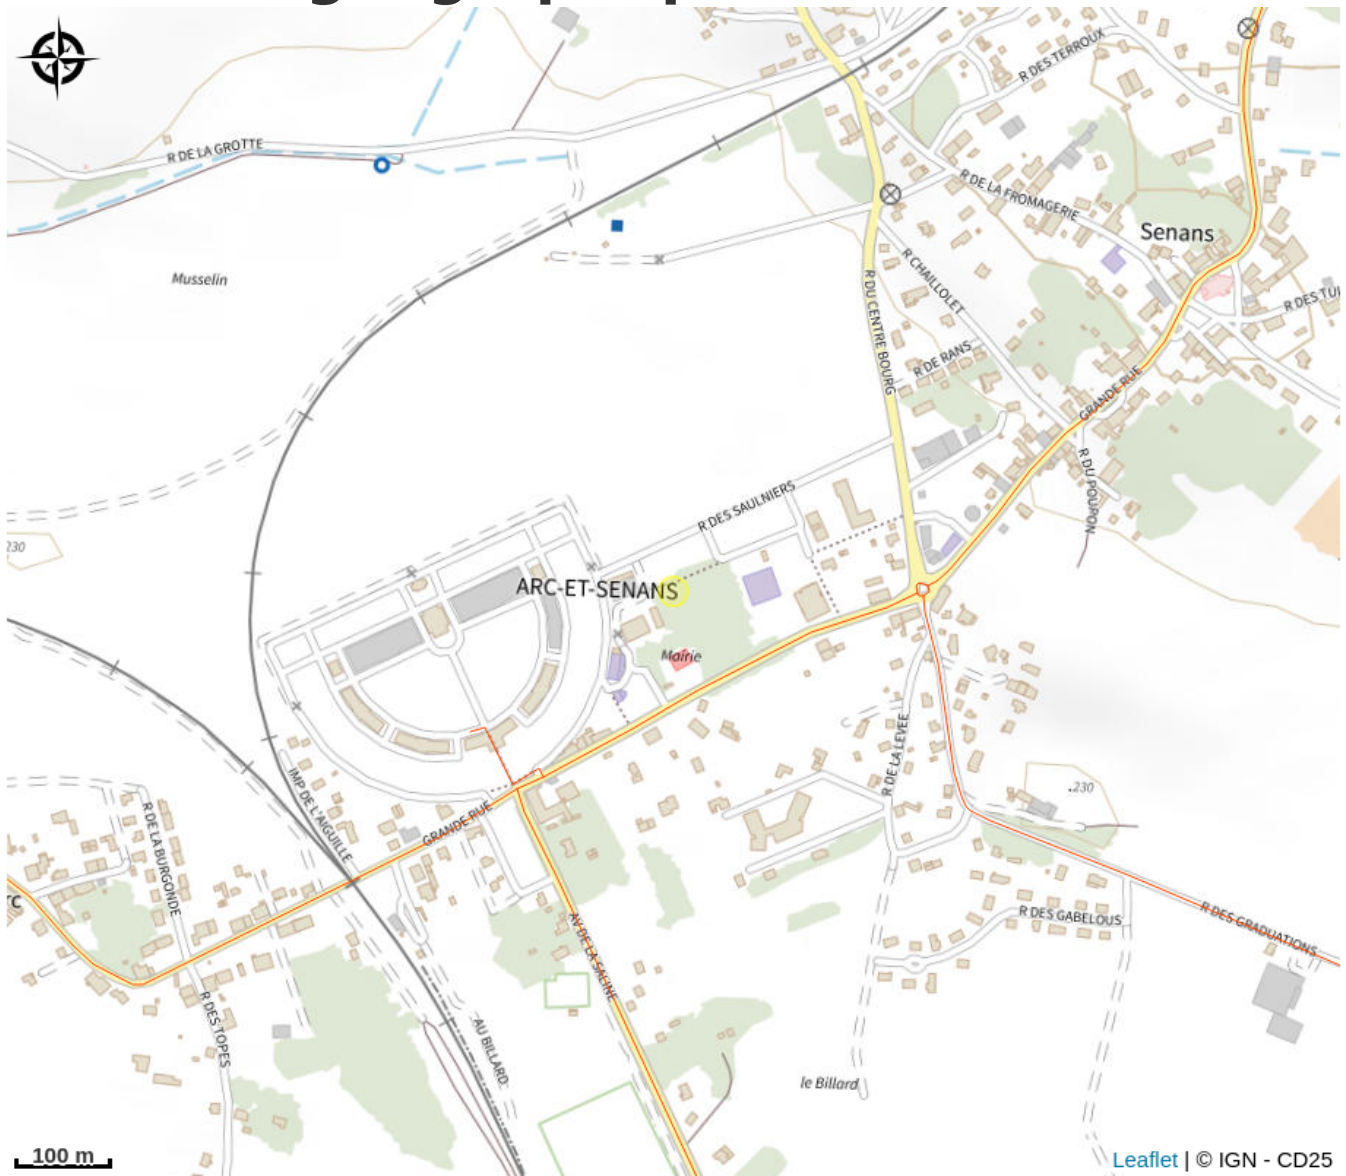 R DES TERROUX
R DE LA GROTTE
R DE LA FROMAGERIE
Senans
Musselin
R CHAILLOLET
R DES TUI
R DU CENTRE BOURG
R DE RANS
GRANDE RUE
R DU POURON
R DES SAULNIERS
230
ARC-ET-SENANS
Mairie
R DE LA LEVEE
IMP DE L'AIGUILLE
.230
R DE LA BURGONDE
GRANDE RUE
rc
R DES GABELOUS
R DES GRADUATIONS
AV DE LA SALINE
R DES TOPES
AU BILLARD
le Billard
100 m
Leaflet | © IGN - CD25